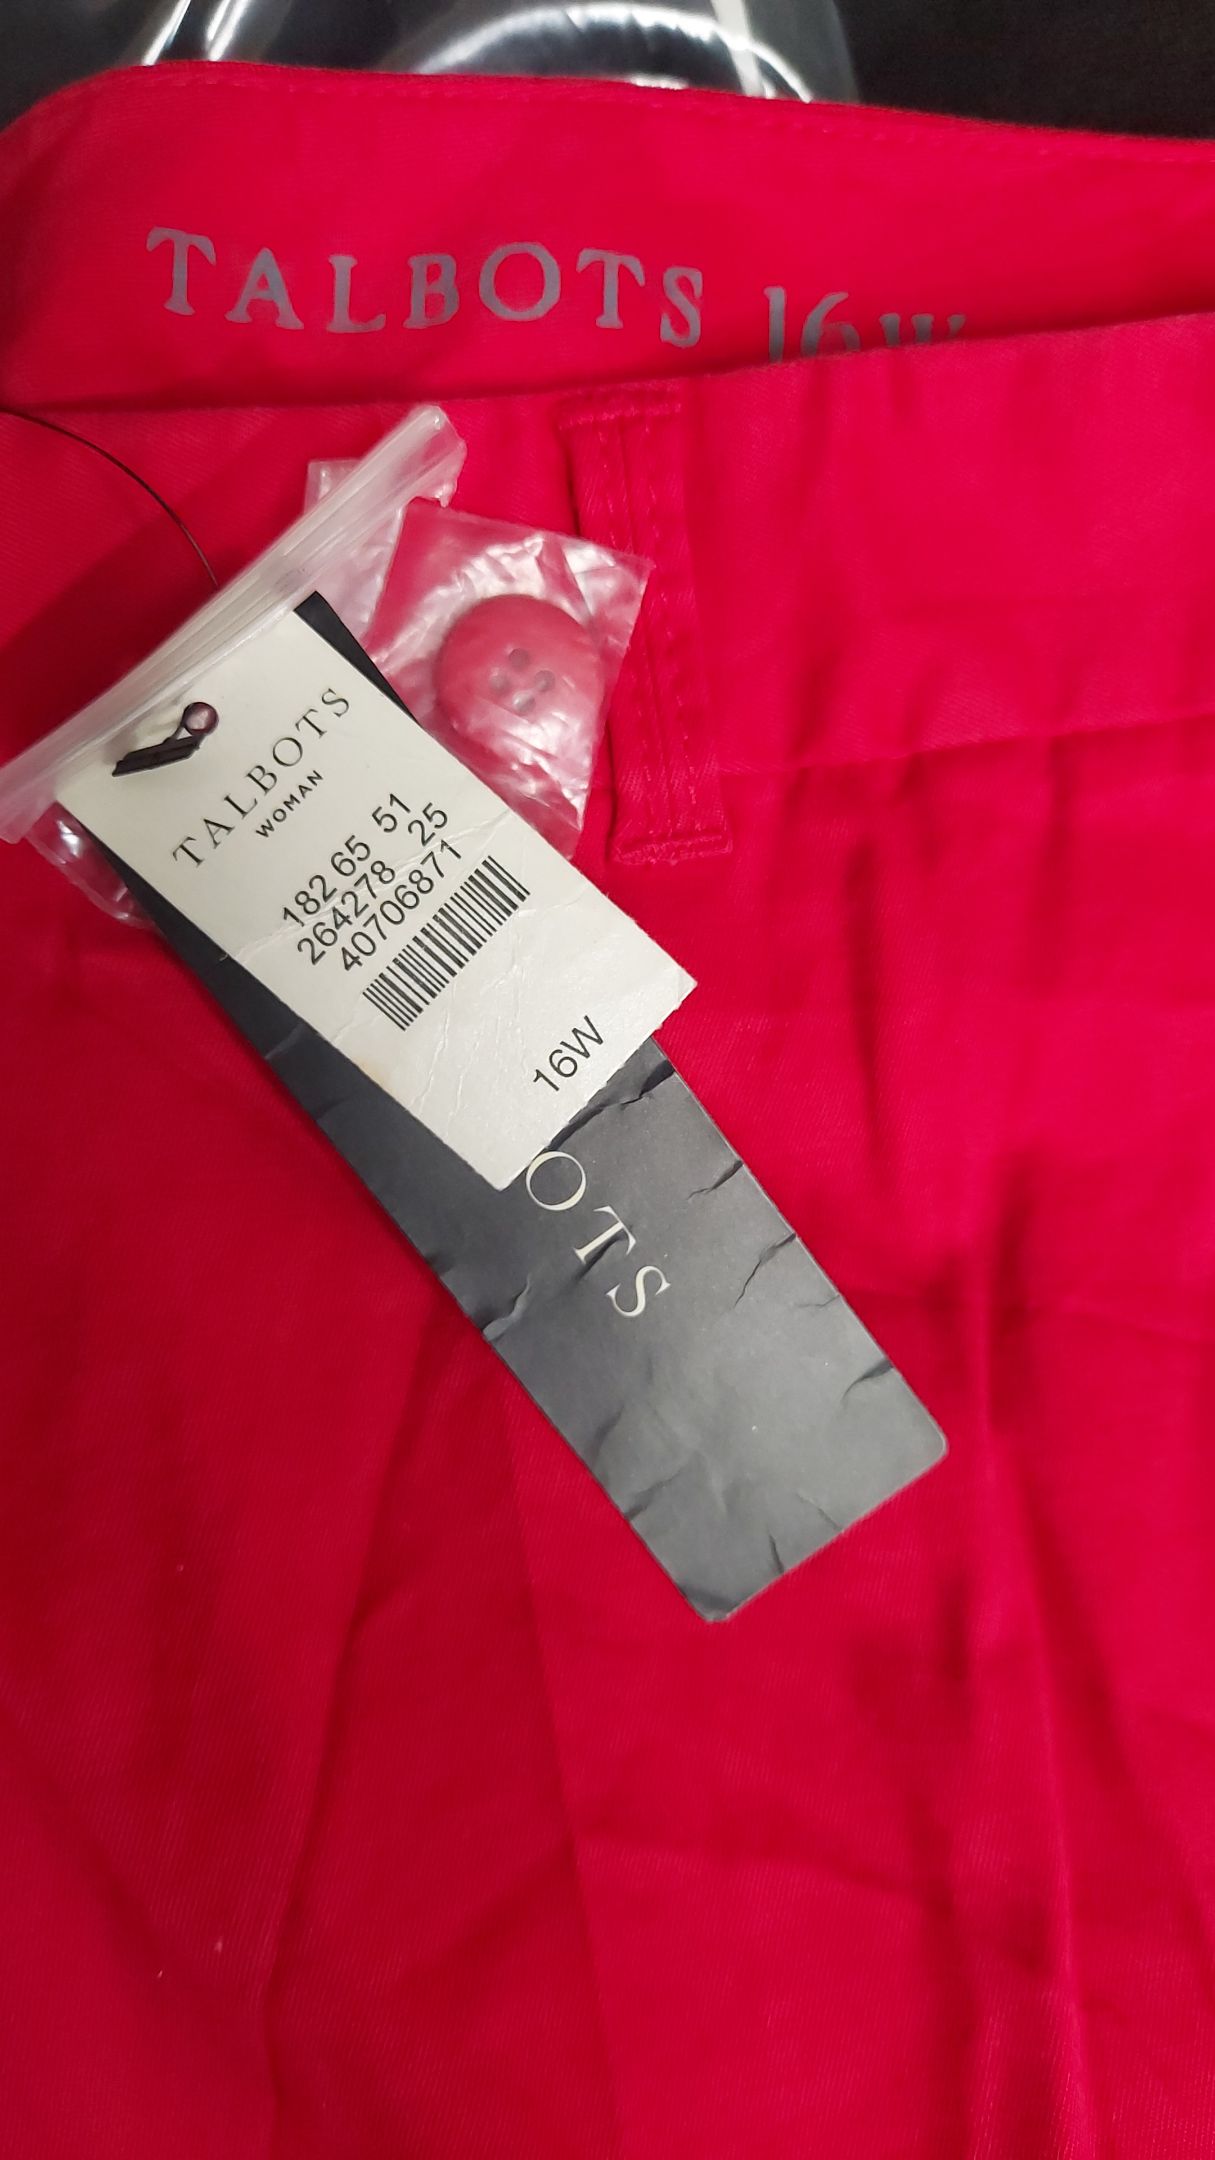 TALBOTS 16W
TALBOTS
WOMAN
182 65 51
264278 25
40706871
16W
OTS